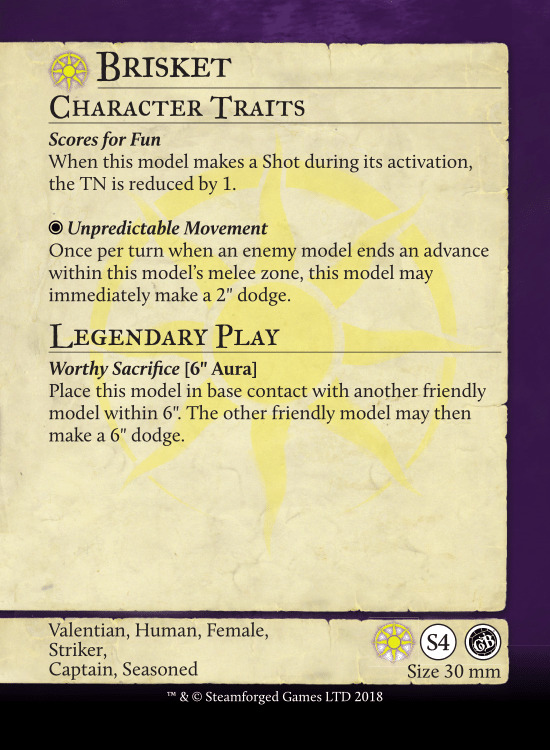 Brisket
Character Traits
Scores for Fun
When this model makes a Shot during its activation,
the TN is reduced by 1.
Unpredictable Movement
Once per turn when an enemy model ends an advance
within this model's melee zone, this model may
immediately make a 2" dodge.
Legendary Play
Worthy Sacrifice [6" Aura]
Place this model in base contact with another friendly
model within 6". The other friendly model may then
make a 6" dodge.
Valentian, Human, Female,
Striker,
Captain, Seasoned
S4
GB
Size 30 mm
™ & © Steamforged Games LTD 2018